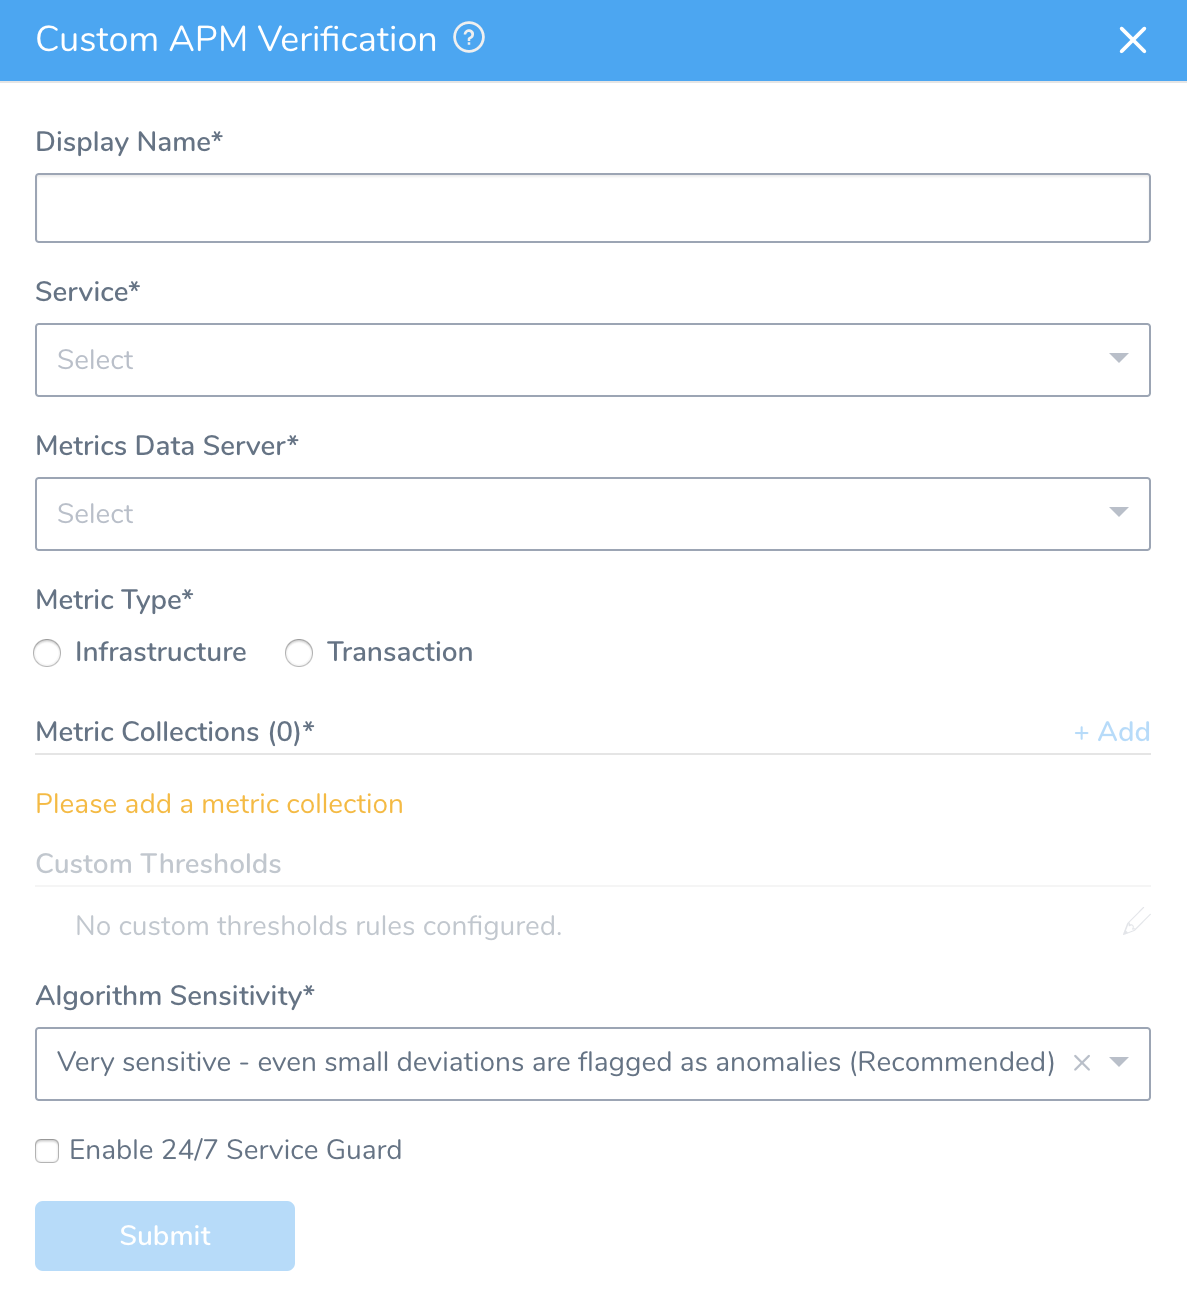 Custom APM Verification ?
Display Name*
Service*
Select
Metrics Data Server*
Select
Metric Type*
Infrastructure Transaction
Metric Collections (0)* + Add
Please add a metric collection
Custom Thresholds
No custom thresholds rules configured.
Algorithm Sensitivity*
Very sensitive - even small deviations are flagged as anomalies (Recommended)
Enable 24/7 Service Guard
Submit